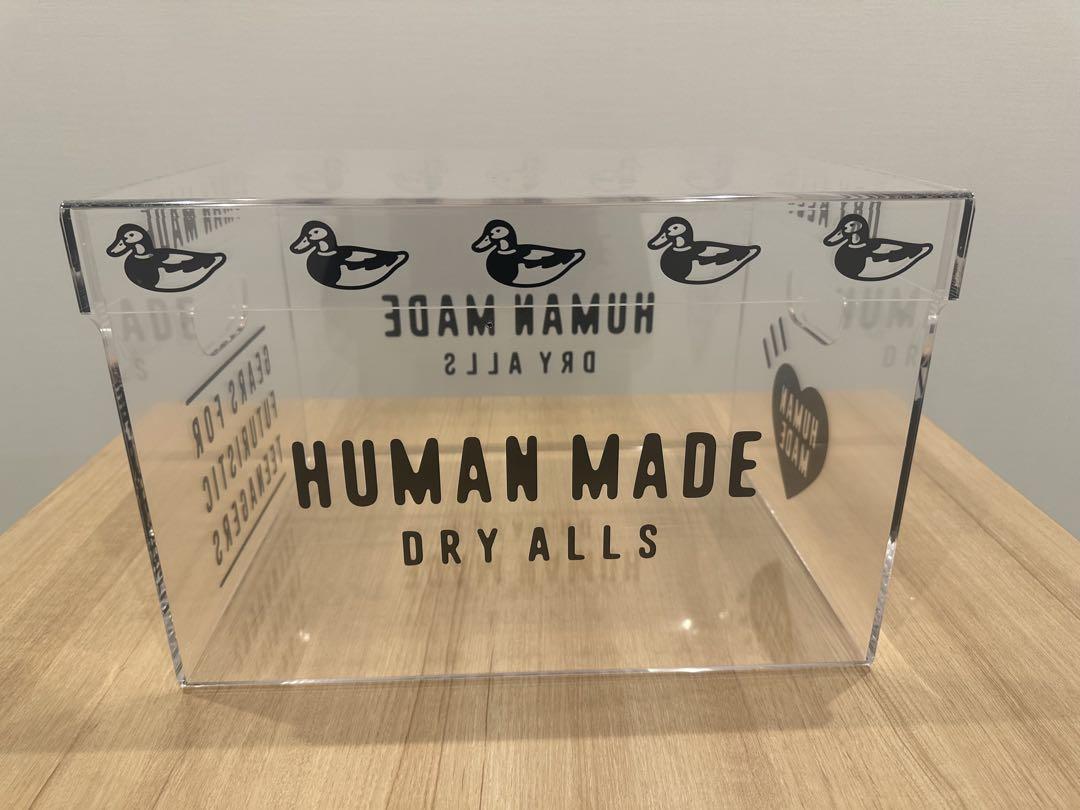 HUMAN MADE
DRY ALLS
HUMAN MADE
DRY ALLS
GEARS FOR
FUTURISTIC
TEENAGERS
HUMAN
MADE